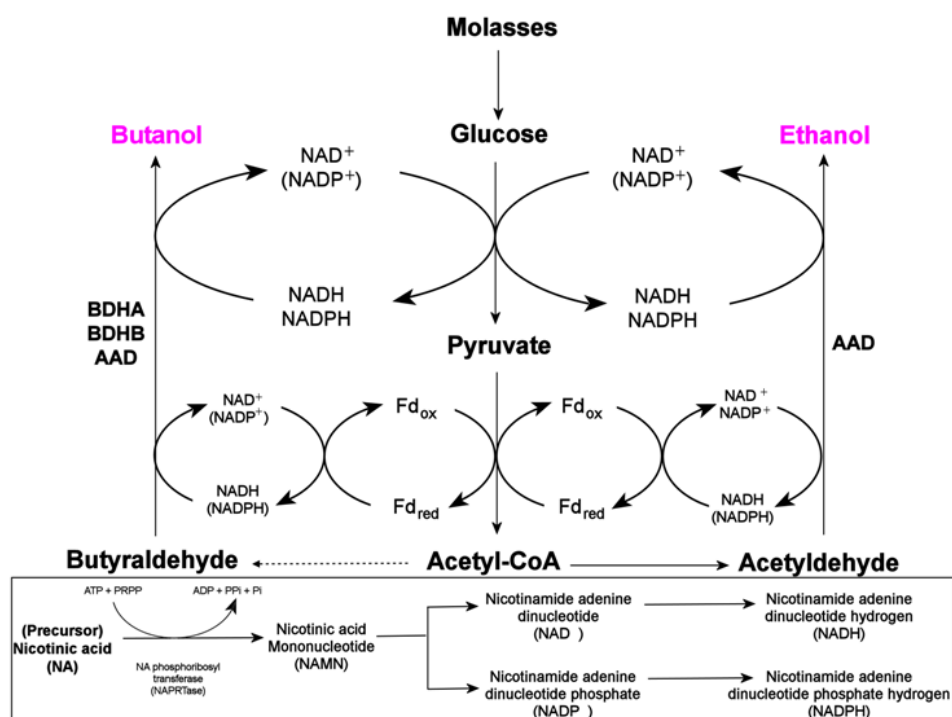 Molasses
Butanol
Glucose
Ethanol
NAD+
(NADP+)
NAD+
(NADP+)
NADH
NADPH
NADH
NADPH
BDHA
BDHB
AAD
Pyruvate
AAD
NAD+
(NADP+)
Fdox
Fdox
NAD+
NADP+
NADH
(NADPH)
Fdred
Fdred
NADH
(NADPH)
Butyraldehyde
Acetyl-CoA
Acetyldehyde
ATP + PRPP
ADP + PPi + Pi
(Precursor)
Nicotinic acid
(NA)
NA phosphoribosyl
transferase
(NAPRTase)
Nicotinic acid
Mononucleotide
(NAMN)
Nicotinamide adenine
dinucleotide
(NAD )
Nicotinamide adenine
dinucleotide hydrogen
(NADH)
Nicotinamide adenine
dinucleotide phosphate
(NADP )
Nicotinamide adenine
dinucleotide phosphate hydrogen
(NADPH)